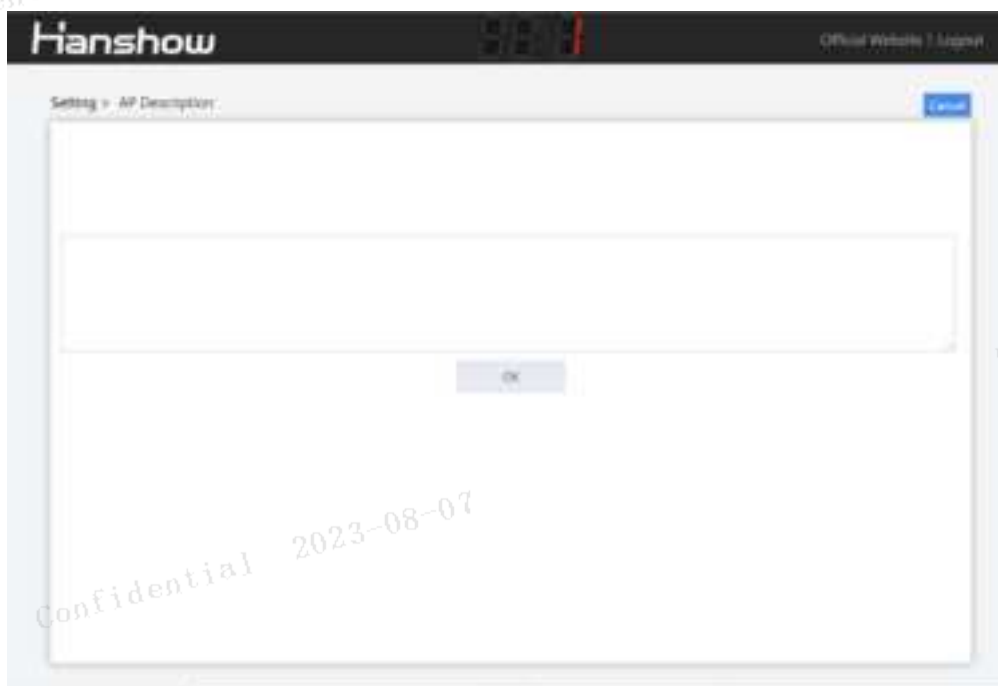 Hanshow
Official Website | Logout
Setting > AP Description
Cancel
OK
2023-08-07
Confidential